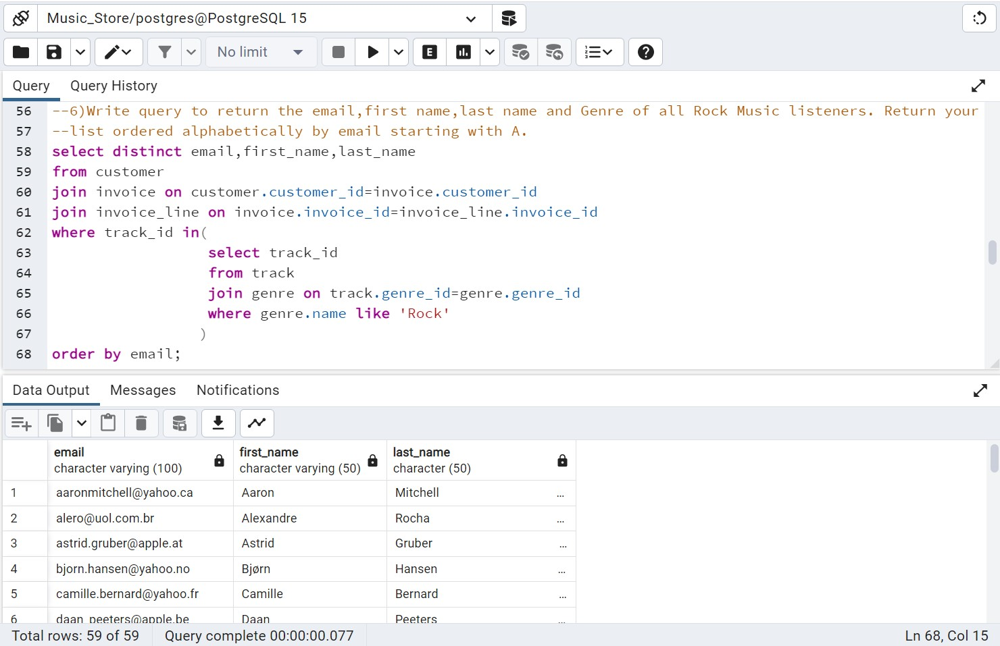 Music_Store/postgres@PostgreSQL 15
No limit
Query Query History
56 --6)Write query to return the email,first name,last name and Genre of all Rock Music listeners. Return your
57 --list ordered alphabetically by email starting with A.
58 select distinct email,first_name,last_name
59 from customer
60 join invoice on customer.customer_id=invoice.customer_id
61 join invoice_line on invoice.invoice_id=invoice_line.invoice_id
62 where track_id in(
63 select track_id
64 from track
65 join genre on track.genre_id=genre.genre_id
66 where genre.name like 'Rock'
67 )
68 order by email;
Data Output Messages Notifications
email first_name last_name
character varying (100) character varying (50) character (50)
1 aaronmitchell@yahoo.ca Aaron Mitchell ...
2 alero@uol.com.br Alexandre Rocha ...
3 astrid.gruber@apple.at Astrid Gruber ...
4 bjorn.hansen@yahoo.no Bjørn Hansen ...
5 camille.bernard@yahoo.fr Camille Bernard ...
6 daan_peeters@apple.be Daan Peeters ...
Total rows: 59 of 59 Query complete 00:00:00.077 Ln 68, Col 15